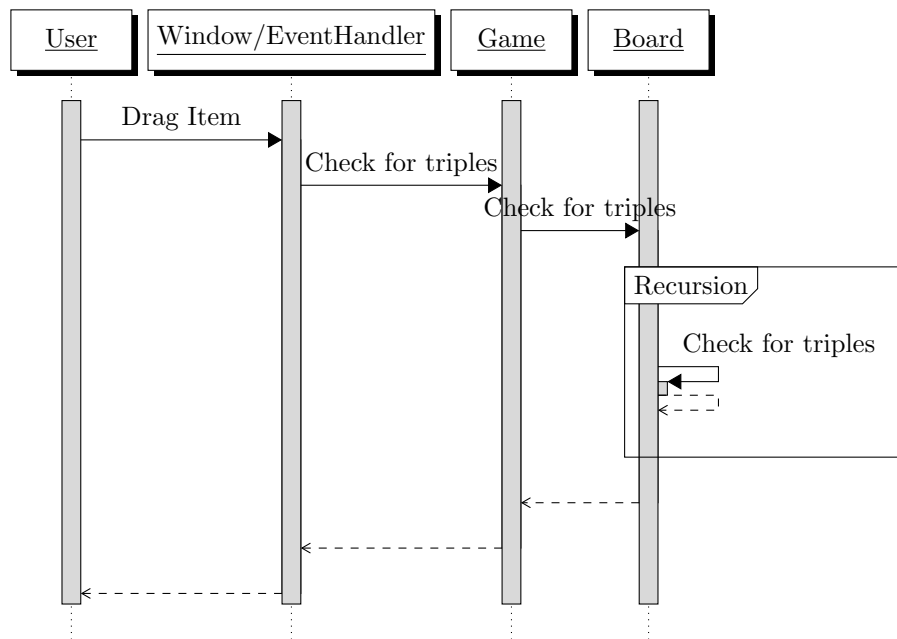 User
Window/EventHandler
Game
Board
Drag Item
Check for triples
Check for triples
Recursion
Check for triples